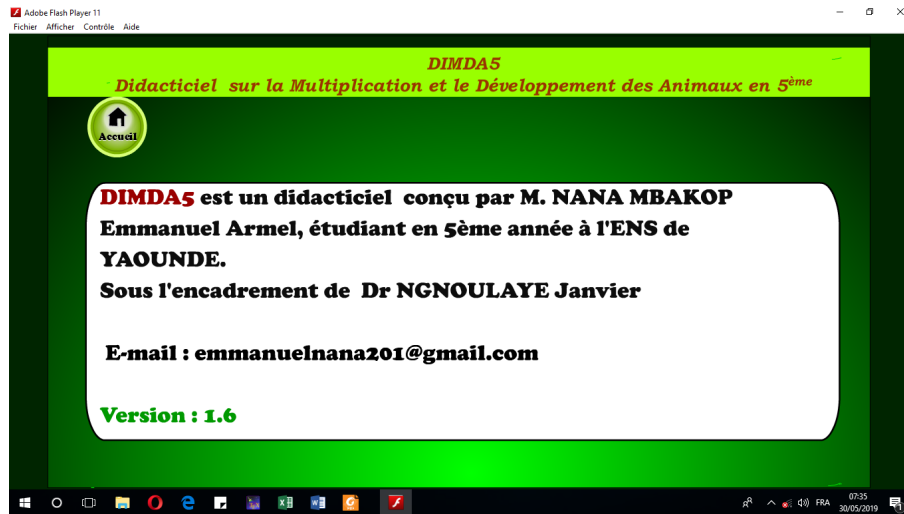 Adobe Flash Player 11
Fichier Afficher Contrôle Aide
DIMDA5
Didacticiel sur la Multiplication et le Développement des Animaux en 5ème
Accueil
DIMDA5 est un didacticiel conçu par M. NANA MBAKOP
Emmanuel Armel, étudiant en 5ème année à l'ENS de
YAOUNDE.
Sous l'encadrement de Dr NGNOULAYE Janvier
E-mail : emmanuelnana201@gmail.com
Version : 1.6
FRA
07:35
30/05/2019